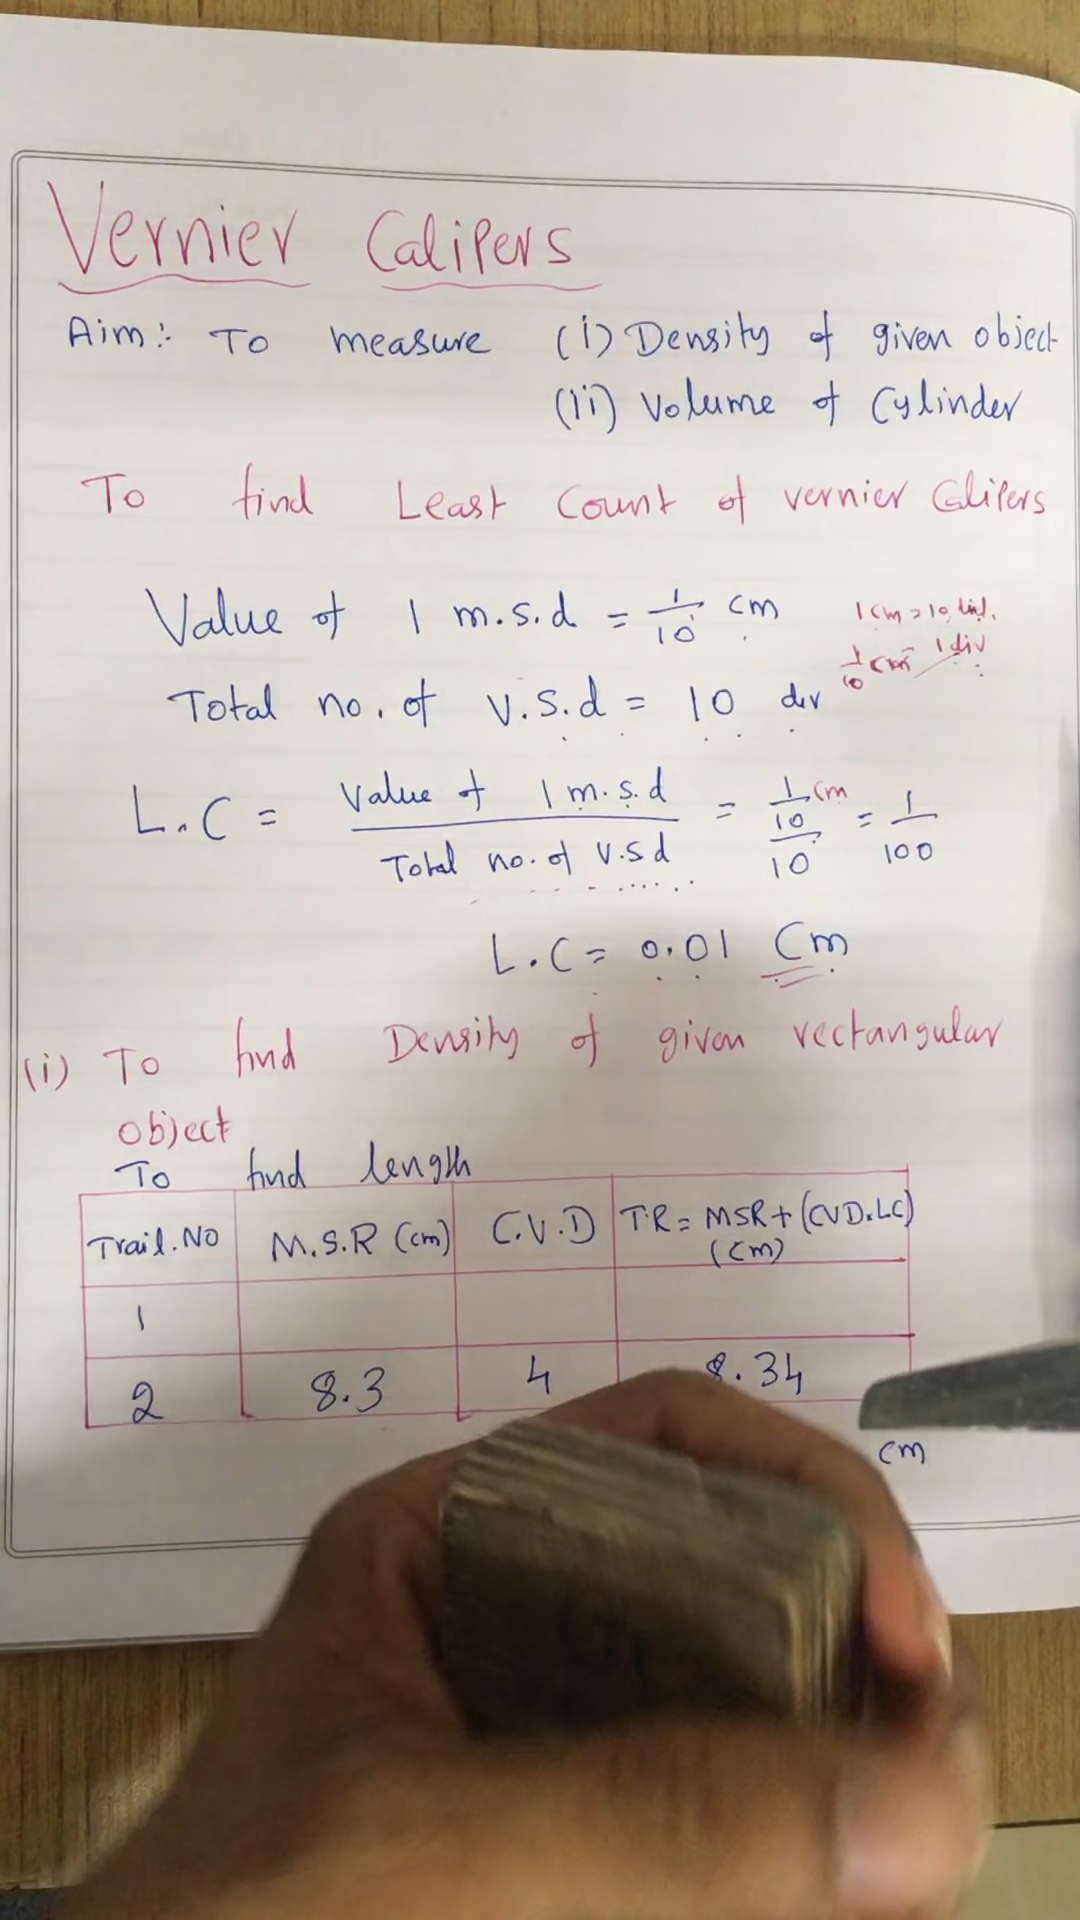 Vernier Calipers
Aim:- To measure (i) Density of given object
(ii) Volume of Cylinder
To find Least Count of vernier Calipers
Value of 1 m.s.d = 1/10 cm
1 cm = 10 div.
1/10 cm = 1 div
Total no. of v.s.d = 10 div
L.C = Value of 1 m.s.d / Total no. of v.s.d = 1/10 cm / 10 = 1/100
L.C = 0.01 Cm
(i) To find Density of given rectangular
object
To find length
Trail.No M.S.R (cm) C.V.D T.R = MSR + (CVD.LC) (cm)
1
2 8.3 4 8.34
cm